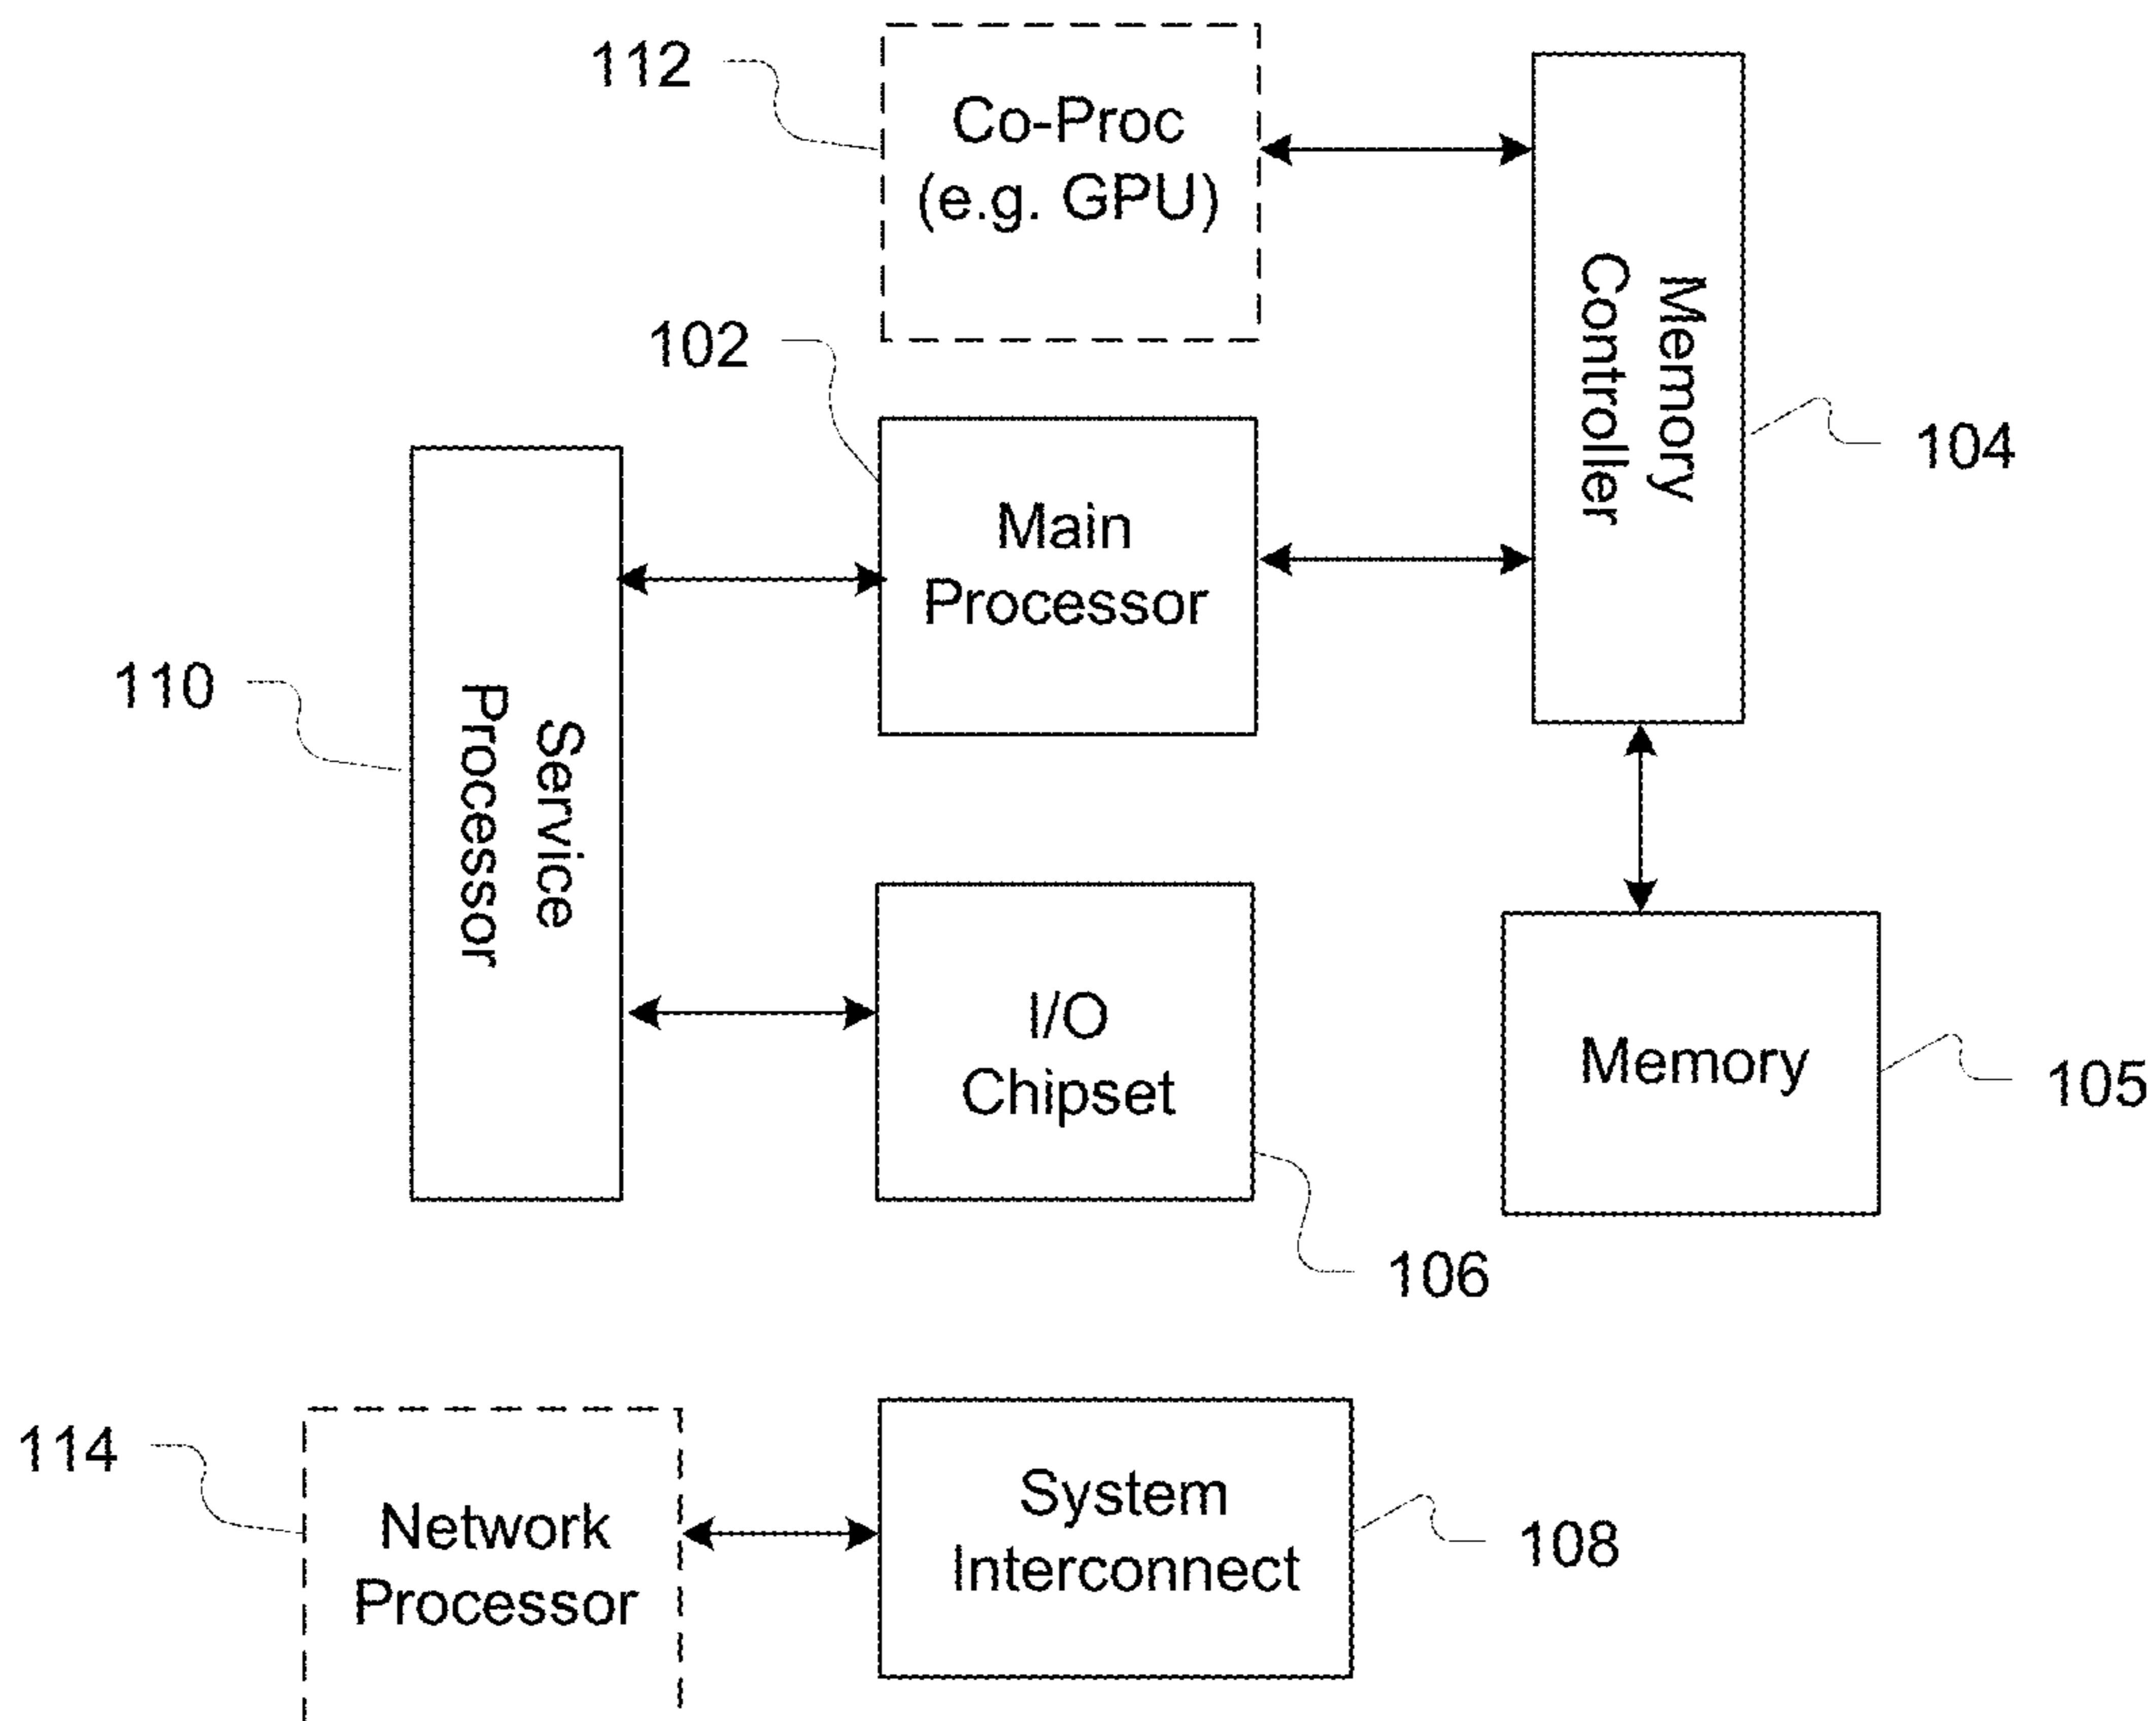 112
Co-Proc
(e.g. GPU)
Memory
Controller
104
102
Main
Processor
110
Service
Processor
I/O
Chipset
106
Memory
105
114
Network
Processor
System
Interconnect
108